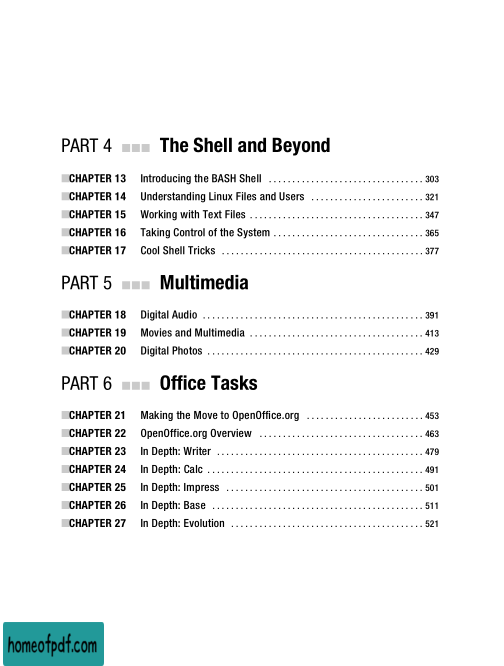 PART 4 ■■■ The Shell and Beyond
■CHAPTER 13 Introducing the BASH Shell . . . . . . . . . . . . . . . . . . . . . . . . . . . . . . . . . 303
■CHAPTER 14 Understanding Linux Files and Users . . . . . . . . . . . . . . . . . . . . . . . . 321
■CHAPTER 15 Working with Text Files . . . . . . . . . . . . . . . . . . . . . . . . . . . . . . . . . . . . . 347
■CHAPTER 16 Taking Control of the System . . . . . . . . . . . . . . . . . . . . . . . . . . . . . . . . 365
■CHAPTER 17 Cool Shell Tricks . . . . . . . . . . . . . . . . . . . . . . . . . . . . . . . . . . . . . . . . . . . 377
PART 5 ■■■ Multimedia
■CHAPTER 18 Digital Audio . . . . . . . . . . . . . . . . . . . . . . . . . . . . . . . . . . . . . . . . . . . . . . . 391
■CHAPTER 19 Movies and Multimedia . . . . . . . . . . . . . . . . . . . . . . . . . . . . . . . . . . . . . 413
■CHAPTER 20 Digital Photos . . . . . . . . . . . . . . . . . . . . . . . . . . . . . . . . . . . . . . . . . . . . . . 429
PART 6 ■■■ Office Tasks
■CHAPTER 21 Making the Move to OpenOffice.org . . . . . . . . . . . . . . . . . . . . . . . . . 453
■CHAPTER 22 OpenOffice.org Overview . . . . . . . . . . . . . . . . . . . . . . . . . . . . . . . . . . . 463
■CHAPTER 23 In Depth: Writer . . . . . . . . . . . . . . . . . . . . . . . . . . . . . . . . . . . . . . . . . . . . 479
■CHAPTER 24 In Depth: Calc . . . . . . . . . . . . . . . . . . . . . . . . . . . . . . . . . . . . . . . . . . . . . . 491
■CHAPTER 25 In Depth: Impress . . . . . . . . . . . . . . . . . . . . . . . . . . . . . . . . . . . . . . . . . . 501
■CHAPTER 26 In Depth: Base . . . . . . . . . . . . . . . . . . . . . . . . . . . . . . . . . . . . . . . . . . . . . 511
■CHAPTER 27 In Depth: Evolution . . . . . . . . . . . . . . . . . . . . . . . . . . . . . . . . . . . . . . . . . 521
homeofpdf.com